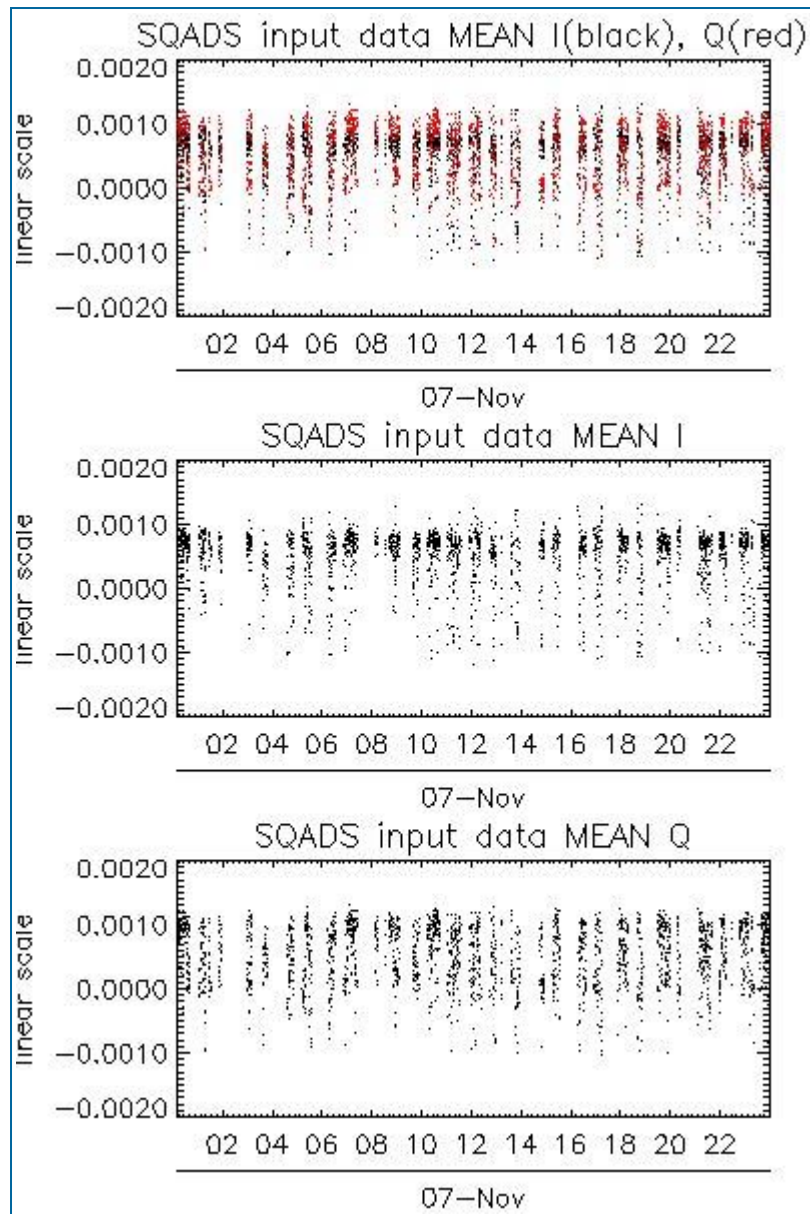 SQADS input data MEAN I(black), Q(red)
0.0020
0.0010
0.0000
−0.0010
−0.0020
linear scale
02 04 06 08 10 12 14 16 18 20 22
07−Nov
SQADS input data MEAN I
0.0020
0.0010
0.0000
−0.0010
−0.0020
linear scale
02 04 06 08 10 12 14 16 18 20 22
07−Nov
SQADS input data MEAN Q
0.0020
0.0010
0.0000
−0.0010
−0.0020
linear scale
02 04 06 08 10 12 14 16 18 20 22
07−Nov